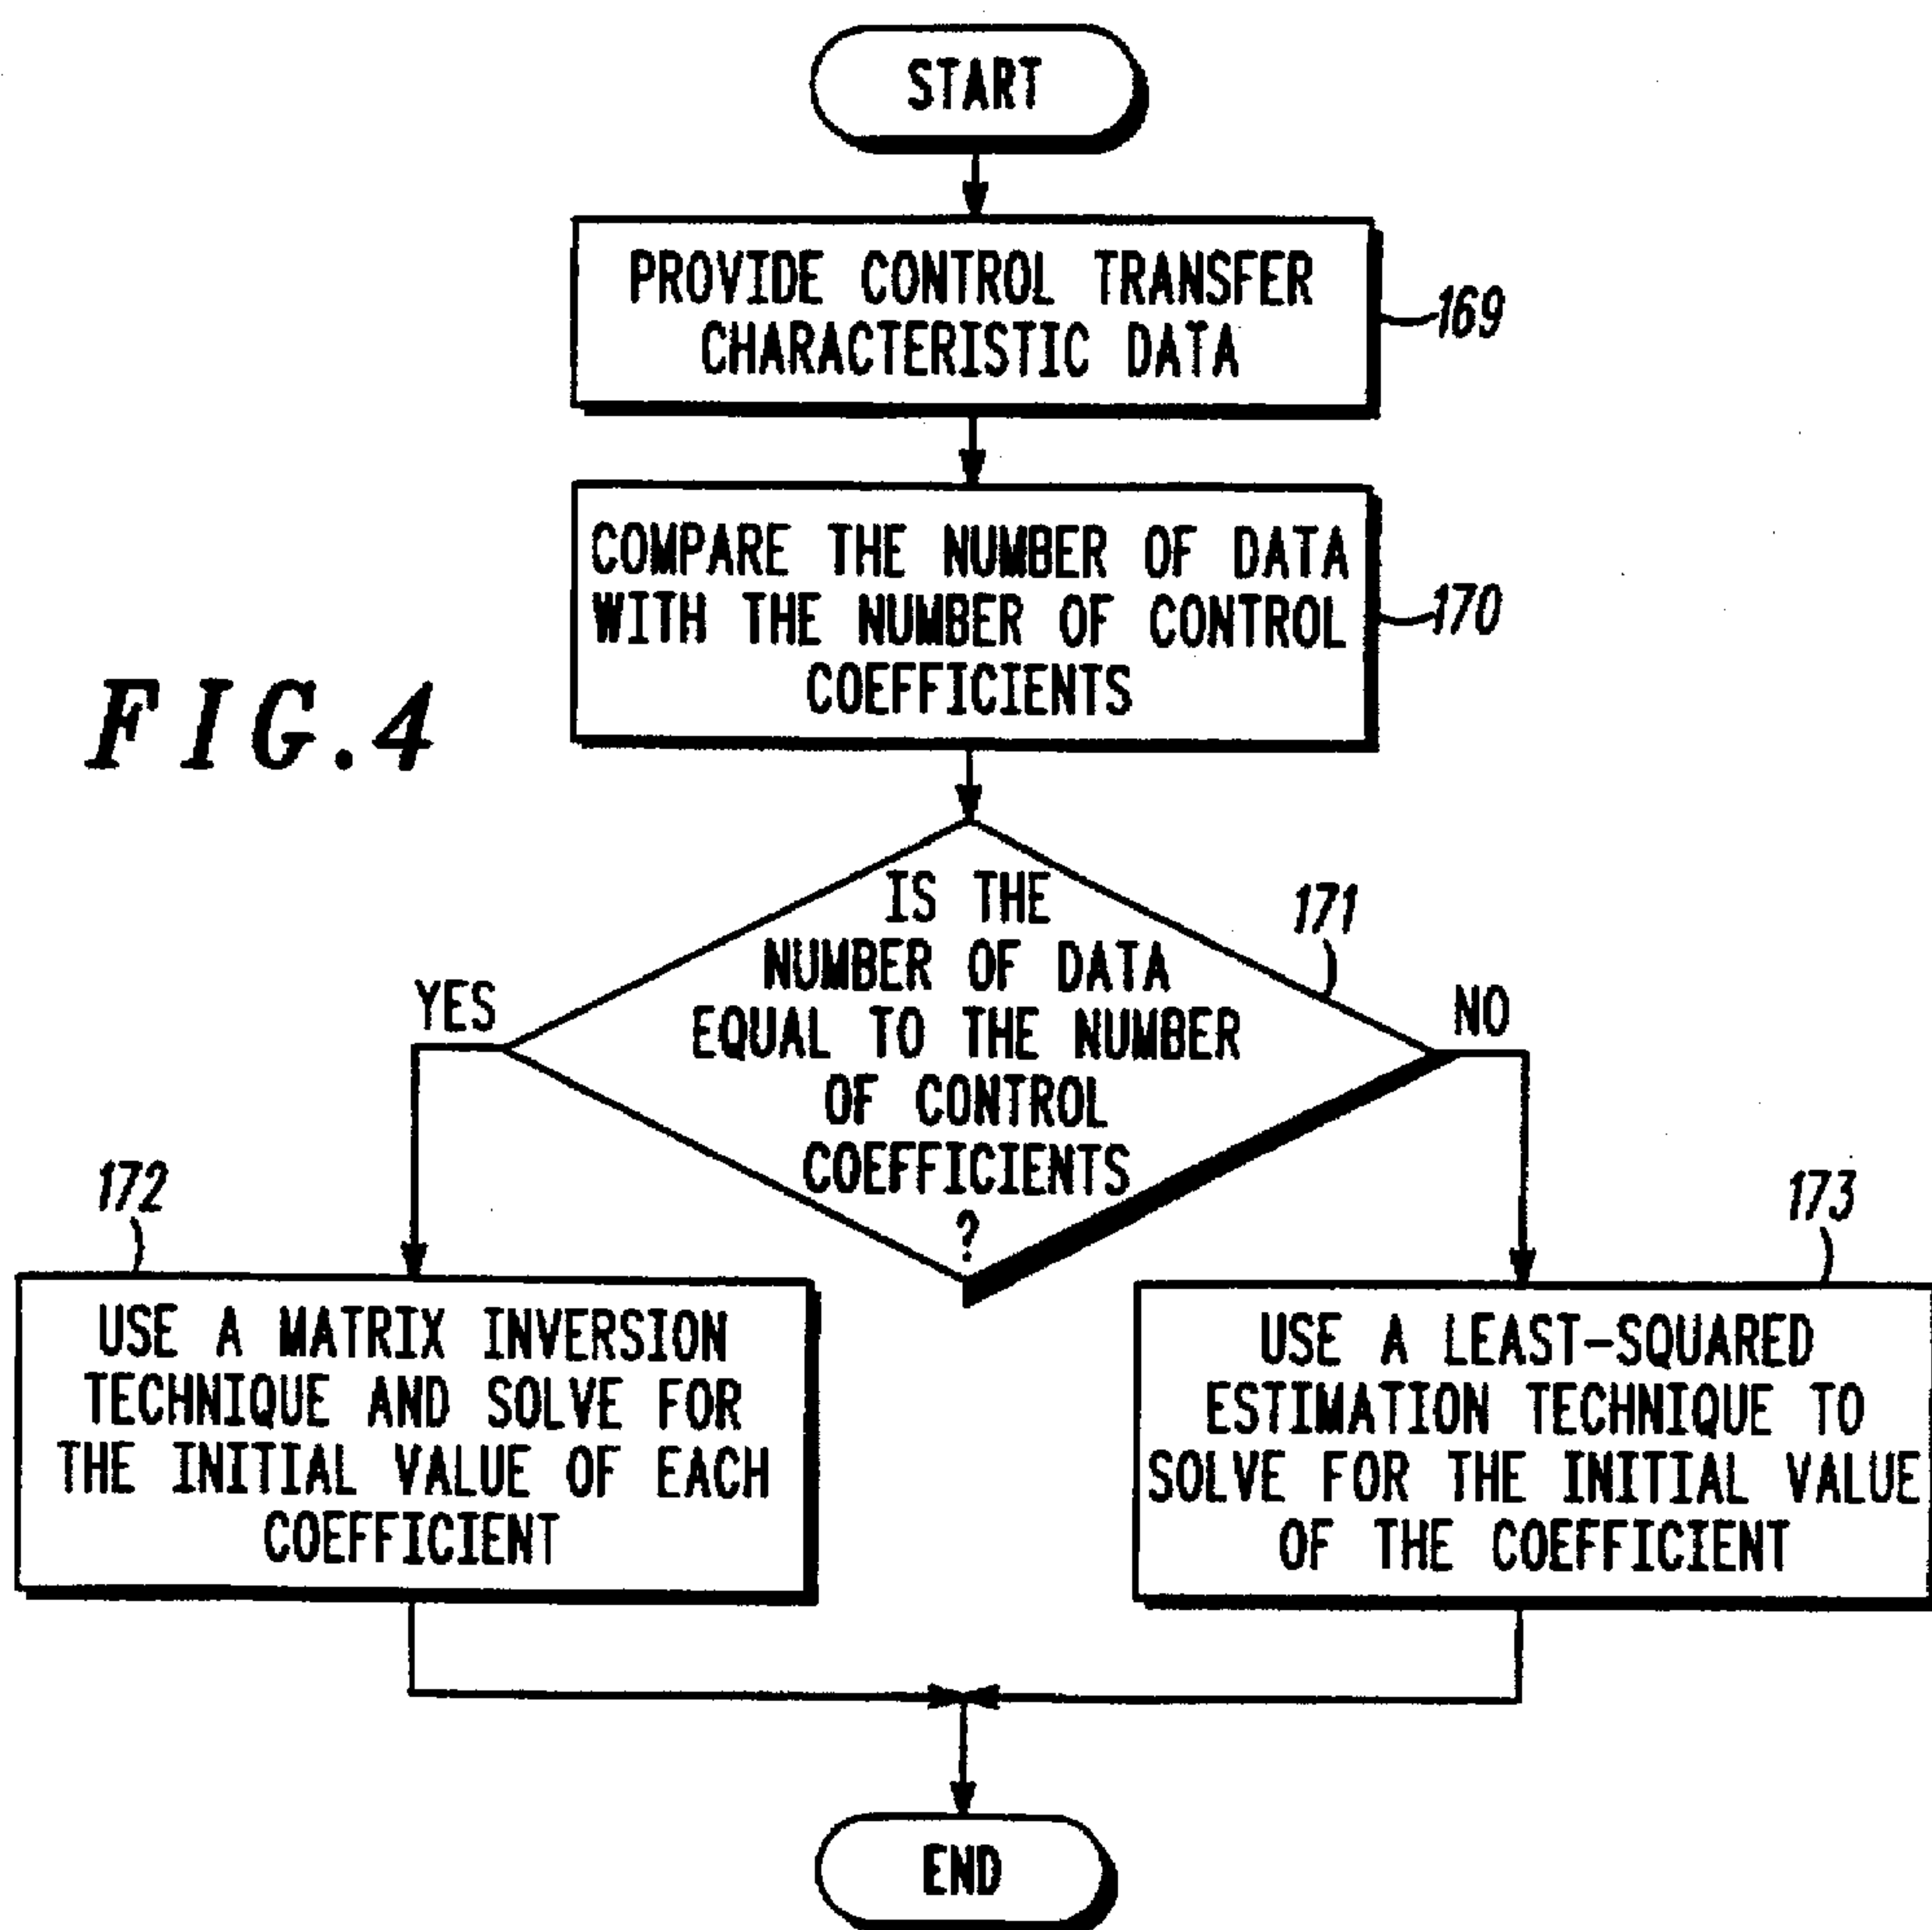 START
PROVIDE CONTROL TRANSFER
CHARACTERISTIC DATA
169
COMPARE THE NUMBER OF DATA
WITH THE NUMBER OF CONTROL
COEFFICIENTS
170
FIG.4
IS THE
NUMBER OF DATA
EQUAL TO THE NUMBER
OF CONTROL
COEFFICIENTS
?
171
YES
NO
172
USE A MATRIX INVERSION
TECHNIQUE AND SOLVE FOR
THE INITIAL VALUE OF EACH
COEFFICIENT
173
USE A LEAST-SQUARED
ESTIMATION TECHNIQUE TO
SOLVE FOR THE INITIAL VALUE
OF THE COEFFICIENT
END